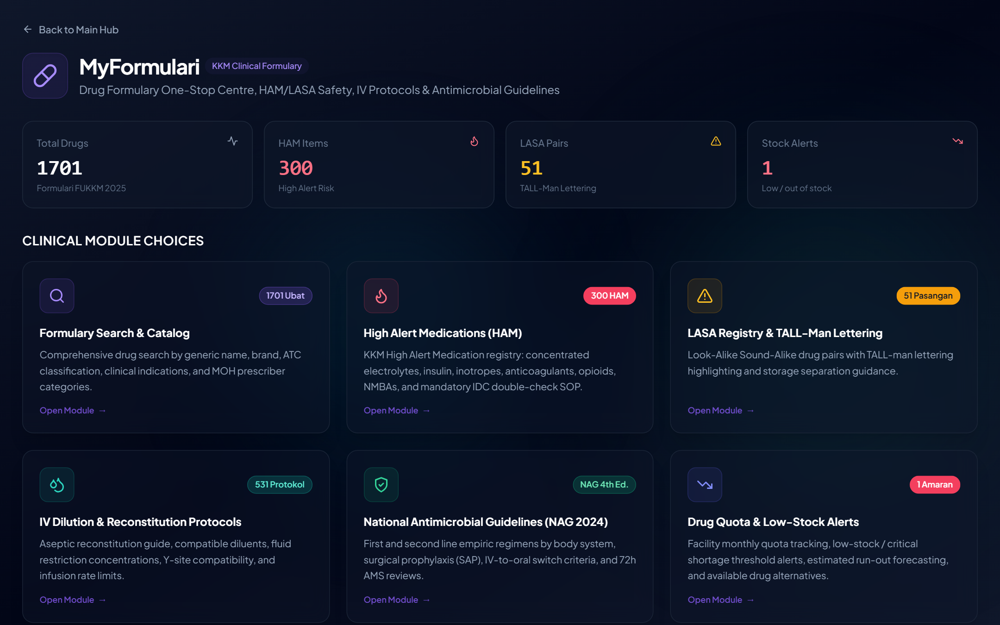 ← Back to Main Hub
MyFormulari KKM Clinical Formulary
Drug Formulary One-Stop Centre, HAM/LASA Safety, IV Protocols & Antimicrobial Guidelines
Total Drugs
1701
Formulari FUKKM 2025
HAM Items
300
High Alert Risk
LASA Pairs
51
TALL-Man Lettering
Stock Alerts
1
Low / out of stock
CLINICAL MODULE CHOICES
1701 Ubat
Formulary Search & Catalog
Comprehensive drug search by generic name, brand, ATC
classification, clinical indications, and MOH prescriber
categories.
Open Module →
300 HAM
High Alert Medications (HAM)
KKM High Alert Medication registry: concentrated
electrolytes, insulin, inotropes, anticoagulants, opioids,
NMBAs, and mandatory IDC double-check SOP.
Open Module →
51 Pasangan
LASA Registry & TALL-Man Lettering
Look-Alike Sound-Alike drug pairs with TALL-man lettering
highlighting and storage separation guidance.
Open Module →
531 Protokol
IV Dilution & Reconstitution Protocols
Aseptic reconstitution guide, compatible diluents, fluid
restriction concentrations, Y-site compatibility, and
infusion rate limits.
Open Module →
NAG 4th Ed.
National Antimicrobial Guidelines (NAG 2024)
First and second line empiric regimens by body system,
surgical prophylaxis (SAP), IV-to-oral switch criteria, and 72h
AMS reviews.
Open Module →
1 Amaran
Drug Quota & Low-Stock Alerts
Facility monthly quota tracking, low-stock / critical
shortage threshold alerts, estimated run-out forecasting,
and available drug alternatives.
Open Module →